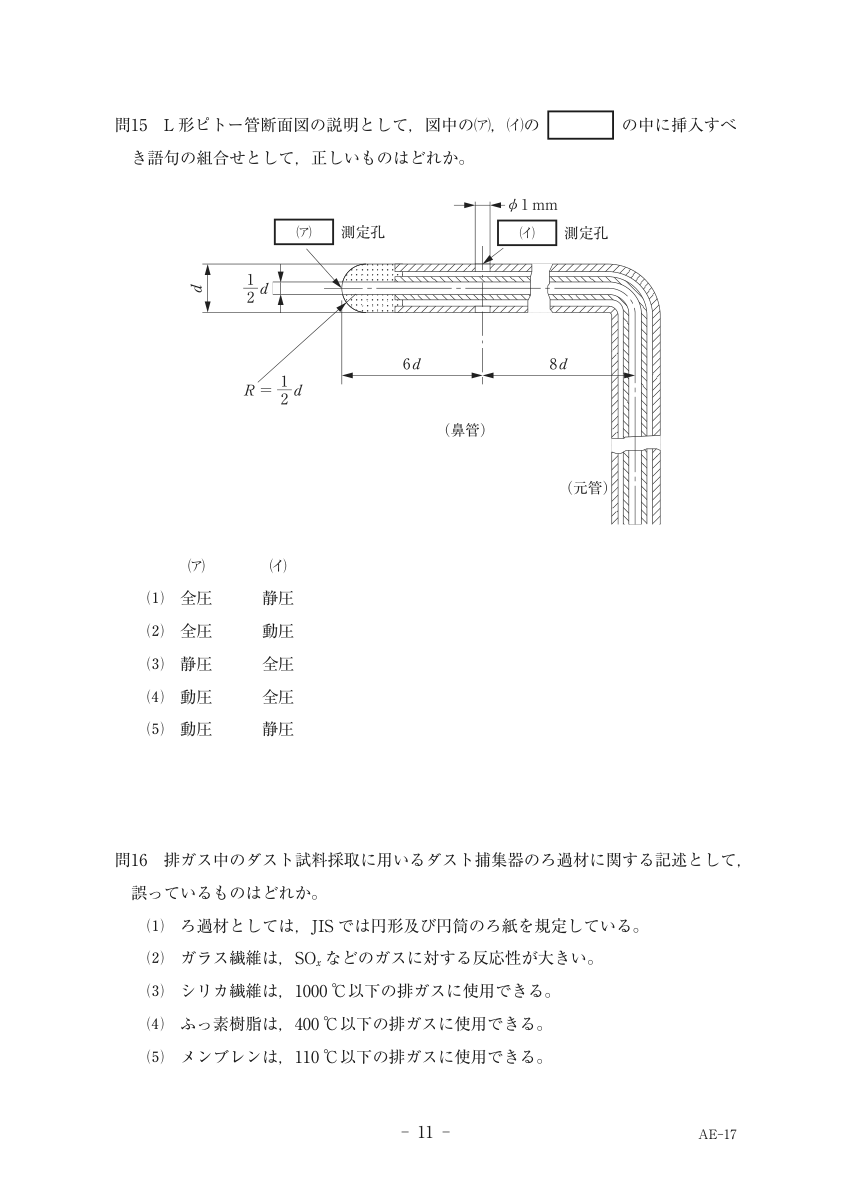 問15　L 形ピトー管断面図の説明として，図中の㋐，㋑の　　　　の中に挿入すべ
き語句の組合せとして，正しいものはどれか。
φ1 mm
(ア) 測定孔
(イ) 測定孔
d
1/2 d
6d
8d
R = 1/2 d
（鼻管）
（元管）
(ア)　(イ)
(1)　全圧　静圧
(2)　全圧　動圧
(3)　静圧　全圧
(4)　動圧　全圧
(5)　動圧　静圧
問16　排ガス中のダスト試料採取に用いるダスト捕集器のろ過材に関する記述として，
誤っているものはどれか。
(1)　ろ過材としては，JIS では円形及び円筒のろ紙を規定している。
(2)　ガラス繊維は，SOx などのガスに対する反応性が大きい。
(3)　シリカ繊維は，1000 ℃以下の排ガスに使用できる。
(4)　ふっ素樹脂は，400 ℃以下の排ガスに使用できる。
(5)　メンブレンは，110 ℃以下の排ガスに使用できる。
－ 11 －
AE−17